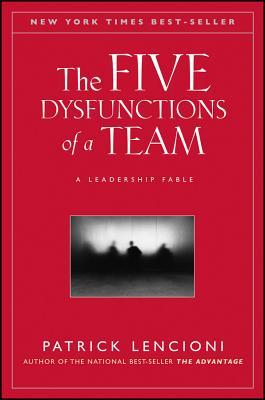 NEW YORK TIMES BEST-SELLER
The FIVE
DYSFUNCTIONS
of a TEAM
A LEADERSHIP FABLE
PATRICK LENCIONI
AUTHOR OF THE NATIONAL BEST-SELLER THE ADVANTAGE